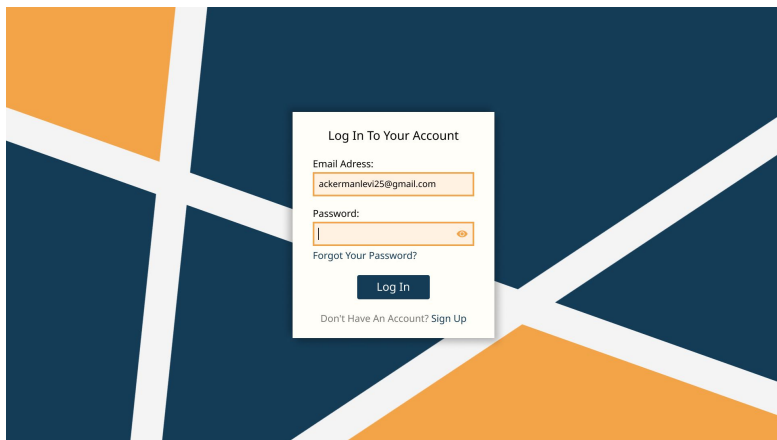 Log In To Your Account
Email Adress:
ackermanlevi25@gmail.com
Password:
Forgot Your Password?
Log In
Don't Have An Account? Sign Up